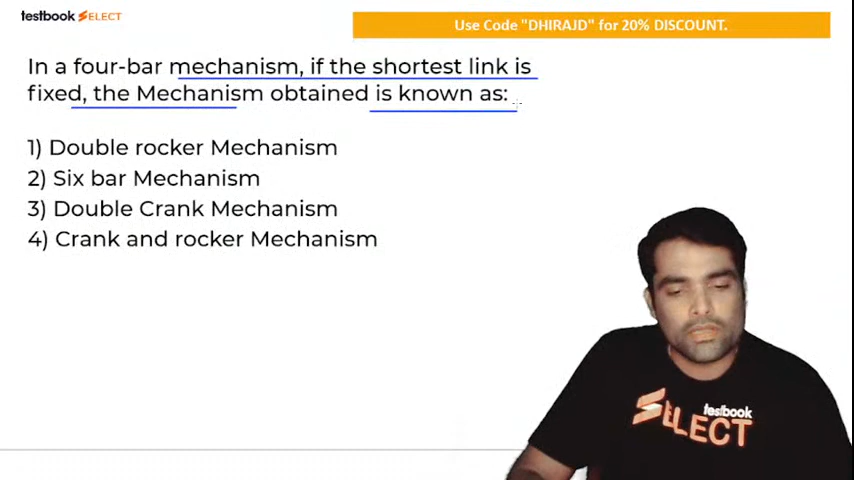 testbook SELECT
Use Code "DHIRAJD" for 20% DISCOUNT.
In a four-bar mechanism, if the shortest link is
fixed, the Mechanism obtained is known as:
1) Double rocker Mechanism
2) Six bar Mechanism
3) Double Crank Mechanism
4) Crank and rocker Mechanism
testbook
SELECT